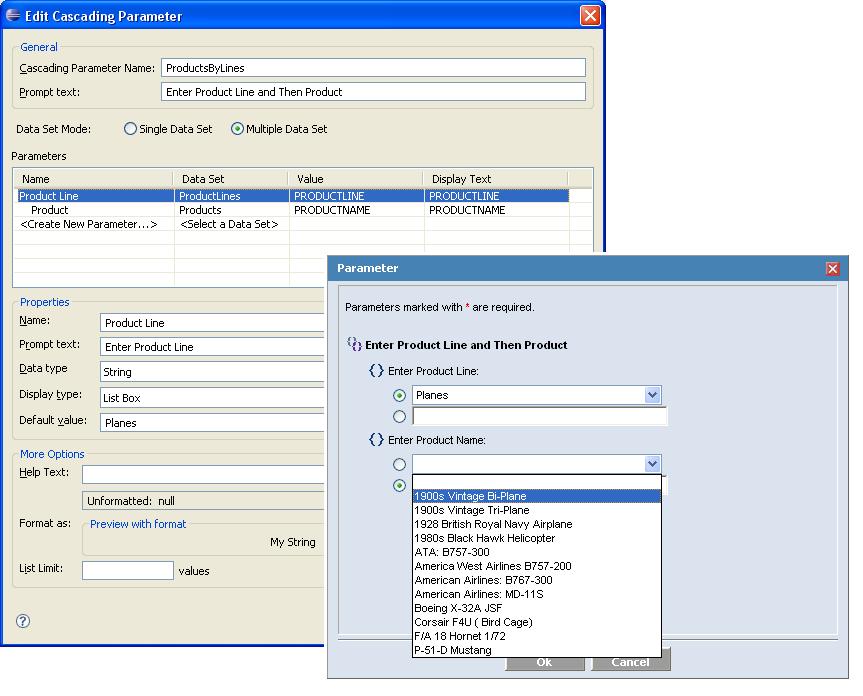 Edit Cascading Parameter
General
Cascading Parameter Name: ProductsByLines
Prompt text: Enter Product Line and Then Product
Data Set Mode: Single Data Set Multiple Data Set
Parameters
Name Data Set Value Display Text
Product Line ProductLines PRODUCTLINE PRODUCTLINE
Product Products PRODUCTNAME PRODUCTNAME
<Create New Parameter...> <Select a Data Set>
Properties
Name: Product Line
Prompt text: Enter Product Line
Data type String
Display type: List Box
Default value: Planes
More Options
Help Text:
Unformatted: null
Format as: Preview with format
My String
List Limit: values
?
Parameter
Parameters marked with * are required.
{} Enter Product Line and Then Product
{} Enter Product Line:
Planes
{} Enter Product Name:
1900s Vintage Bi-Plane
1900s Vintage Tri-Plane
1928 British Royal Navy Airplane
1980s Black Hawk Helicopter
ATA: B757-300
America West Airlines B757-200
American Airlines: B767-300
American Airlines: MD-11S
Boeing X-32A JSF
Corsair F4U ( Bird Cage)
F/A 18 Hornet 1/72
P-51-D Mustang
Ok Cancel